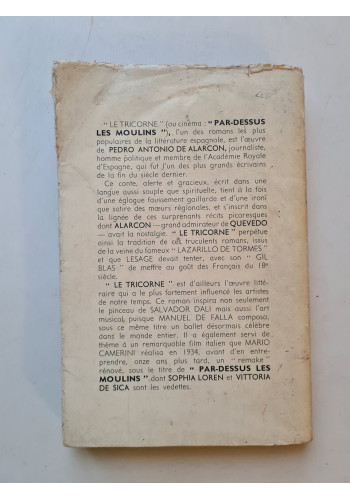 " LE TRICORNE " (au cinéma : " PAR-DESSUS
LES MOULINS "), l'un des romans les plus
populaires de la littérature espagnole, est l'œuvre
de PEDRO ANTONIO DE ALARCON, journaliste,
homme politique et membre de l'Académie Royale
d'Espagne, qui fut l'un des plus grands écrivains
de la fin du siècle dernier.
Ce conte, alerte et gracieux, écrit dans une
langue aussi souple que spirituelle, tient à la fois
d'une églogue faussement gaillarde et d'une ironi-
que satire des mœurs régionales, et s'inscrit dans
la lignée de ces surprenants récits picaresques
dont ALARCON — grand admirateur de QUEVEDO
— avait la nostalgie. " LE TRICORNE " perpétue
ainsi la tradition de ces truculents romans, issus
de la veine du fameux " LAZARILLO DE TORMES "
et que LESAGE devait tenter, avec son " GIL
BLAS " de mettre au goût des Français du 18e
siècle.
" LE TRICORNE " est d'ailleurs l'œuvre litté-
raire qui a le plus fortement influencé les artistes
de notre temps. Ce roman inspira non seulement
le pinceau de SALVADOR DALI mais aussi l'art
musical, puisque MANUEL DE FALLA composa,
sous ce même titre un ballet désormais célèbre
dans le monde entier. Il a également servi de
thème à un remarquable film italien que MARIO
CAMERINI réalisa en 1934, avant d'en entre-
prendre, onze ans plus tard, un " remake "
rénové, sous le titre de " PAR-DESSUS LES
MOULINS " dont SOPHIA LOREN et VITTORIA
DE SICA sont les vedettes.